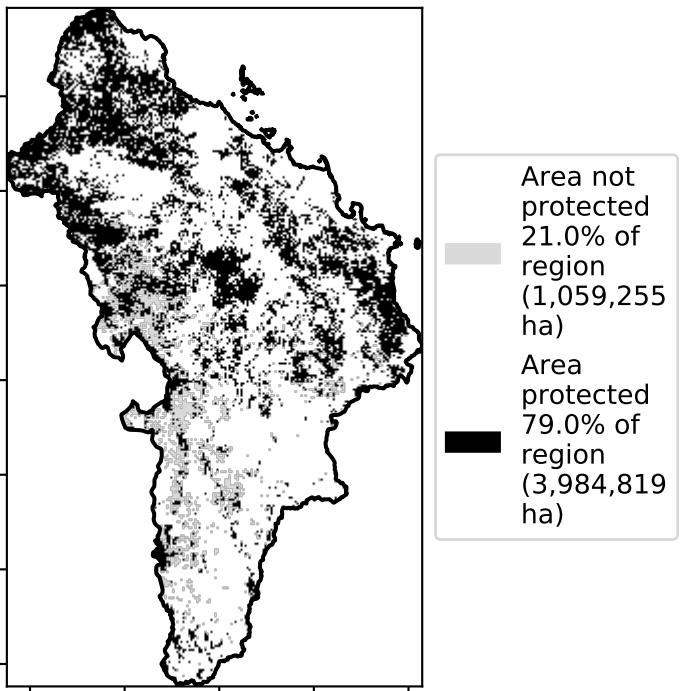 Area not
protected
21.0% of
region
(1,059,255
ha)
Area
protected
79.0% of
region
(3,984,819
ha)